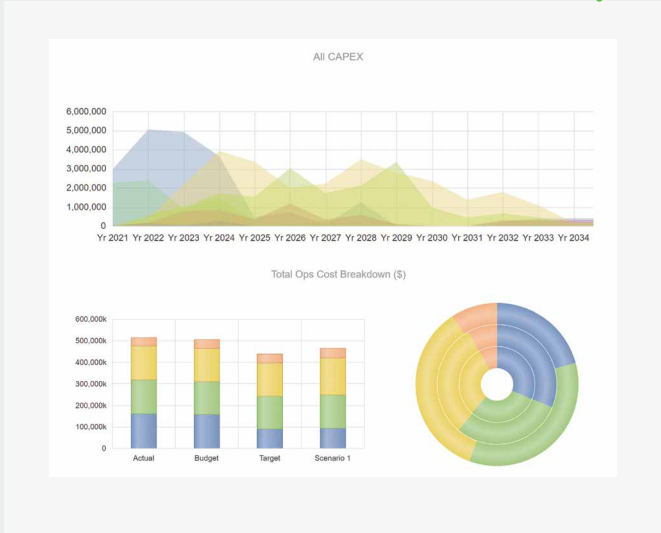 All CAPEX
6,000,000
5,000,000
4,000,000
3,000,000
2,000,000
1,000,000
0
Yr 2021 Yr 2022 Yr 2023 Yr 2024 Yr 2025 Yr 2026 Yr 2027 Yr 2028 Yr 2029 Yr 2030 Yr 2031 Yr 2032 Yr 2033 Yr 2034
Total Ops Cost Breakdown ($)
600,000k
500,000k
400,000k
300,000k
200,000k
100,000k
0
Actual Budget Target Scenario 1